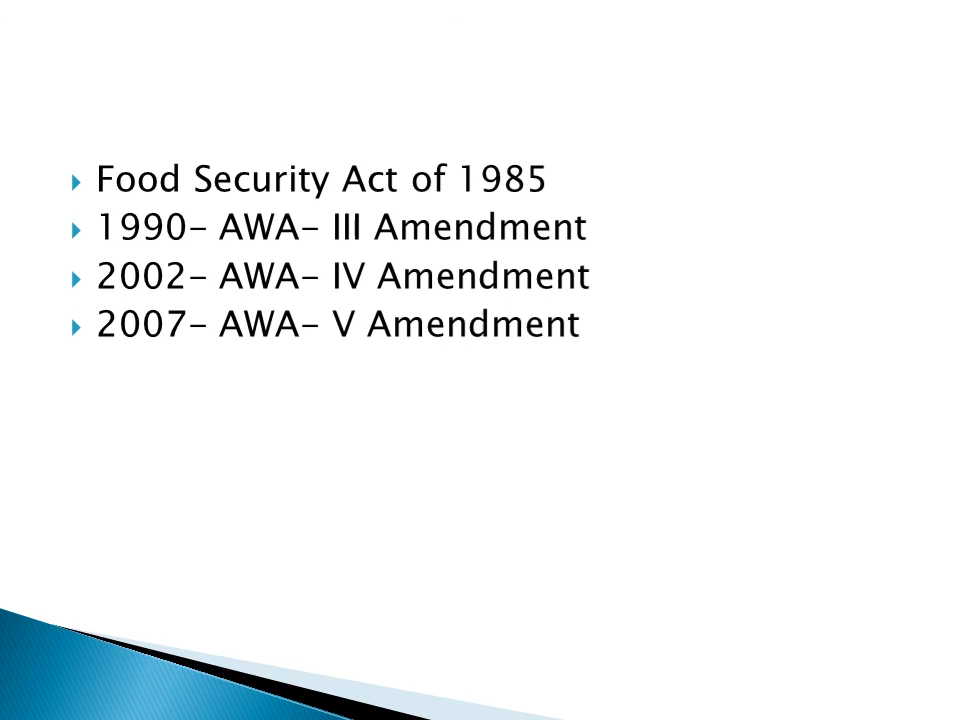 Food Security Act of 1985
1990- AWA- III Amendment
2002- AWA- IV Amendment
2007- AWA- V Amendment